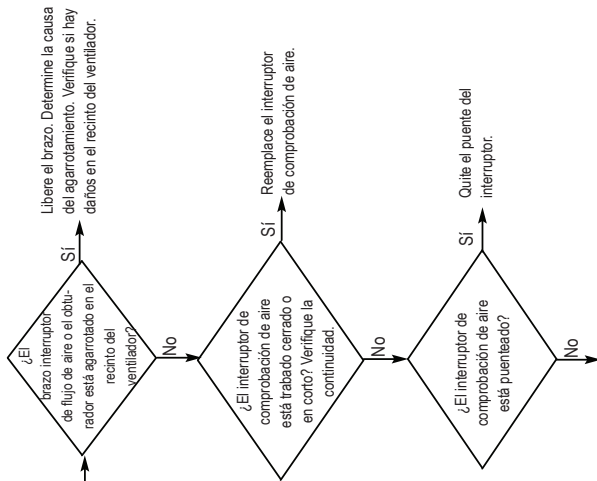 ¿El
brazo interruptor
de flujo de aire o el obtu-
rador está agarrotado en el
recinto del
ventilador?
Sí
Libere el brazo. Determine la causa
del agarrotamiento. Verifique si hay
daños en el recinto del ventilador.
No
¿El interruptor de
comprobación de aire
está trabado cerrado o
en corto? Verifique la
continuidad.
Sí
Reemplace el interruptor
de comprobación de aire.
No
¿El interruptor de
comprobación de aire
está puenteado?
Sí
Quite el puente del
interruptor.
No